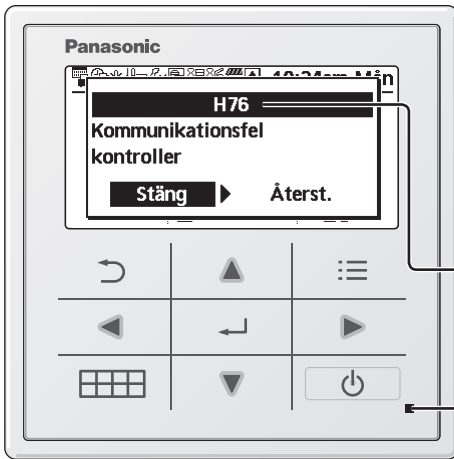 Panasonic
10:34am Mån
H76
Kommunikationsfel
kontroller
Stäng
Återst.